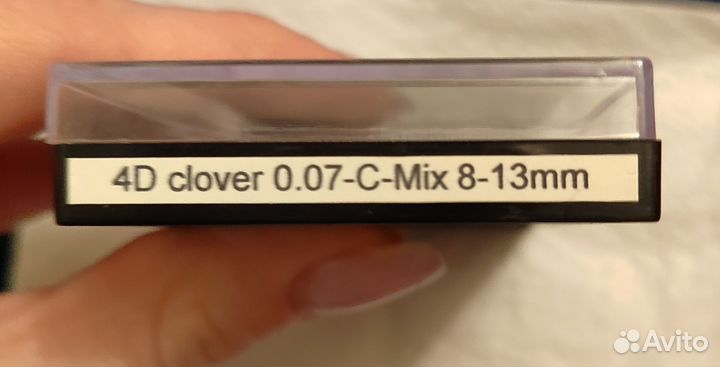 4D clover 0.07-C-Mix 8-13mm
Avito